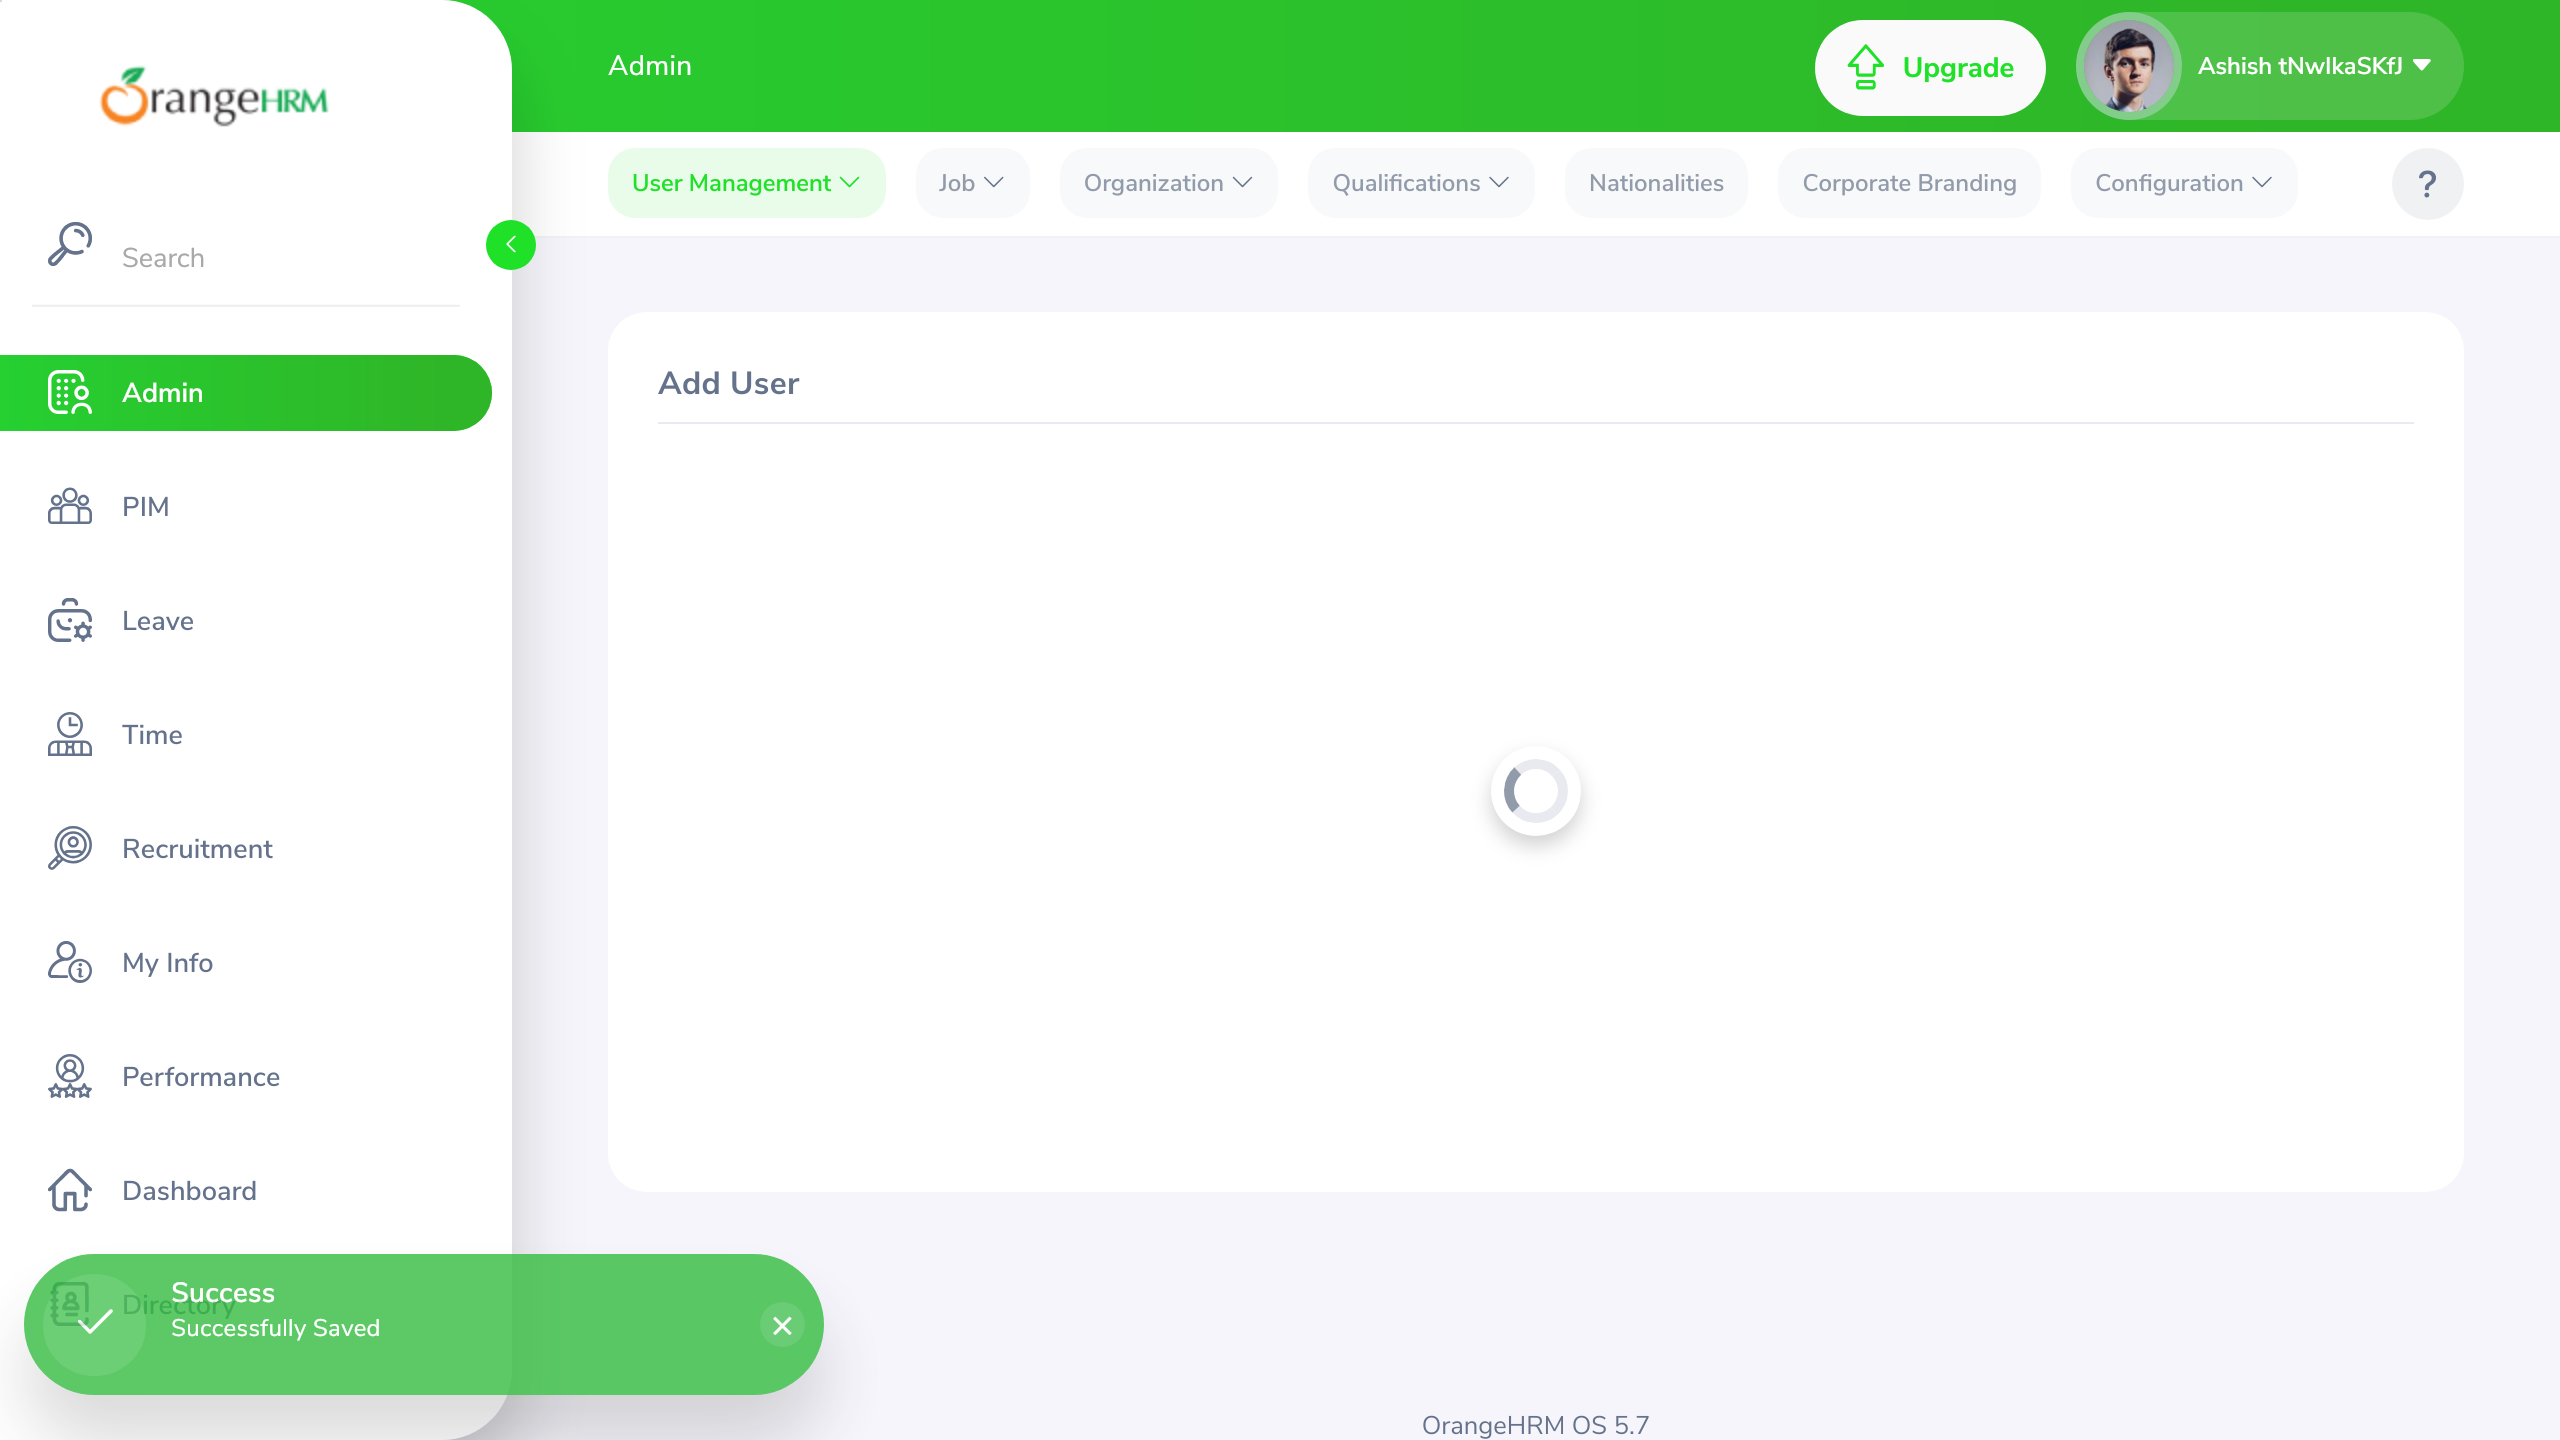 OrangeHRM
Admin
Upgrade
Ashish tNwIkaSKfJ
User Management
Job
Organization
Qualifications
Nationalities
Corporate Branding
Configuration
?
Search
Admin
PIM
Leave
Time
Recruitment
My Info
Performance
Dashboard
Directory
Add User
Success
Successfully Saved
OrangeHRM OS 5.7